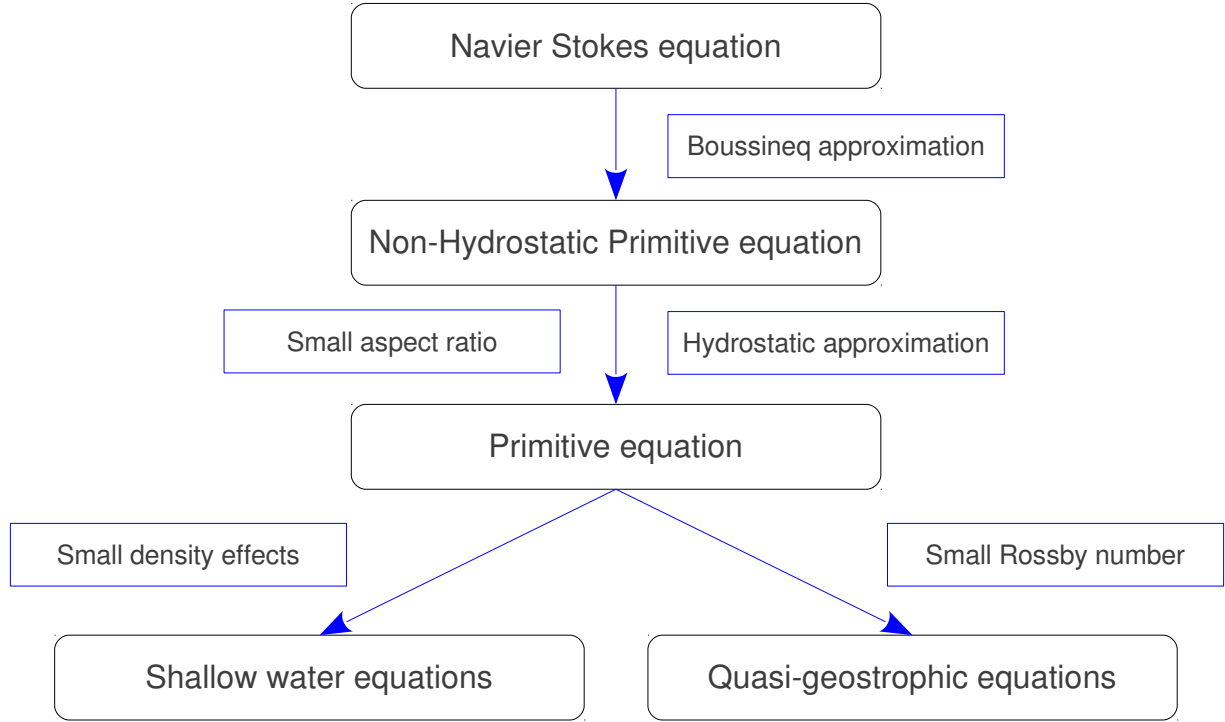 Navier Stokes equation
Boussineq approximation
Non-Hydrostatic Primitive equation
Small aspect ratio
Hydrostatic approximation
Primitive equation
Small density effects
Small Rossby number
Shallow water equations
Quasi-geostrophic equations